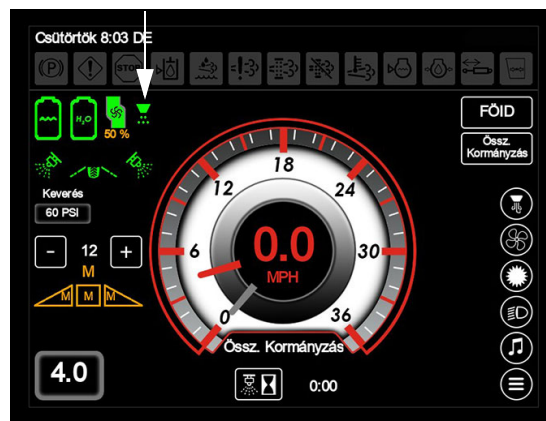 Csütörtök 8:03 DE
(P)
STOP
H₂O
50 %
FÖID
Össz.
Kormányzás
Keverés
60 PSI
- 12 +
M
M M M
4.0
0
6
12
18
24
30
36
0.0
MPH
Össz. Kormányzás
0:00